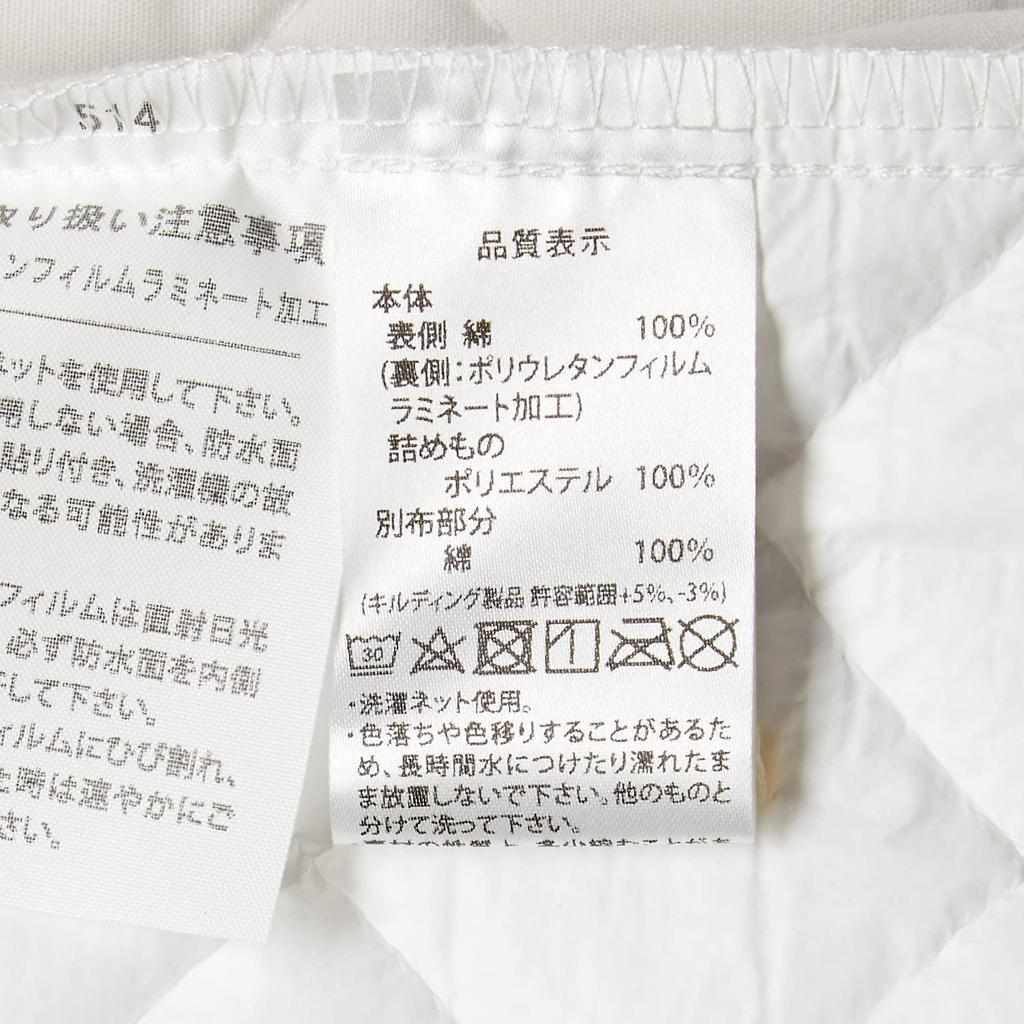 514
取り扱い注意事項
ンフィルムラミネート加工
ネットを使用して下さい。
用しない場合、防水面
貼り付き、洗濯機の故
なる可能性がありま
フィルムは直射日光
必ず防水面を内側
して下さい。
ィルムにひび割れ、
た時は速やかにご
さい。
品質表示
本体
表側 綿 100%
(裏側:ポリウレタンフィルム
ラミネート加工)
詰めもの
ポリエステル 100%
別布部分
綿 100%
(キルティング製品 許容範囲+5%、-3%)
30
・洗濯ネット使用。
・色落ちや色移りすることがあるた
め、長時間水につけたり濡れたま
ま放置しないで下さい。他のものと
分けて洗って下さい。